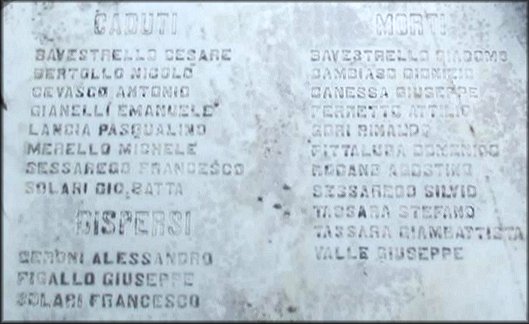 CADUTI
BAVESTRELLO CESARE
BERTOLLO NICOLO
CEVASCO ANTONIO
GIANELLI EMANUELE
LANCIA PASQUALINO
MERELLO MICHELE
SESSAREGO FRANCESCO
SOLARI GIO.BATTA
DISPERSI
CERONI ALESSANDRO
FIGALLO GIUSEPPE
SOLARI FRANCESCO
MORTI
BAVESTRELLO GIACOMO
CAMBIASO DIONIZIO
CANESSA GIUSEPPE
FERRETTO ATTILIO
GORI RINALDO
PITTALUGA DOMENICO
ROGANO AGOSTINO
SESSAREGO SILVIO
TASSARA STEFANO
TASSARA GIAMBATTISTA
VALLE GIUSEPPE